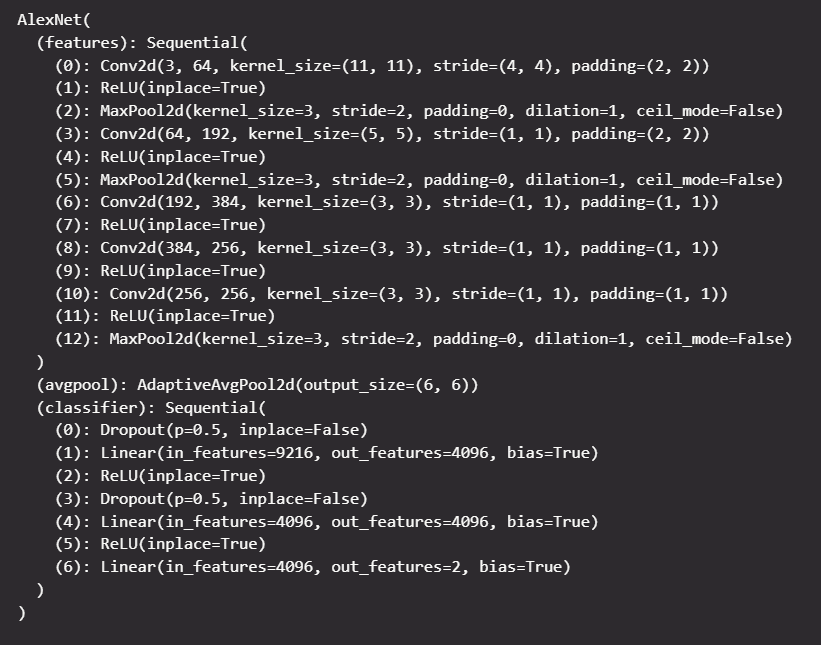 AlexNet(
  (features): Sequential(
    (0): Conv2d(3, 64, kernel_size=(11, 11), stride=(4, 4), padding=(2, 2))
    (1): ReLU(inplace=True)
    (2): MaxPool2d(kernel_size=3, stride=2, padding=0, dilation=1, ceil_mode=False)
    (3): Conv2d(64, 192, kernel_size=(5, 5), stride=(1, 1), padding=(2, 2))
    (4): ReLU(inplace=True)
    (5): MaxPool2d(kernel_size=3, stride=2, padding=0, dilation=1, ceil_mode=False)
    (6): Conv2d(192, 384, kernel_size=(3, 3), stride=(1, 1), padding=(1, 1))
    (7): ReLU(inplace=True)
    (8): Conv2d(384, 256, kernel_size=(3, 3), stride=(1, 1), padding=(1, 1))
    (9): ReLU(inplace=True)
    (10): Conv2d(256, 256, kernel_size=(3, 3), stride=(1, 1), padding=(1, 1))
    (11): ReLU(inplace=True)
    (12): MaxPool2d(kernel_size=3, stride=2, padding=0, dilation=1, ceil_mode=False)
  )
  (avgpool): AdaptiveAvgPool2d(output_size=(6, 6))
  (classifier): Sequential(
    (0): Dropout(p=0.5, inplace=False)
    (1): Linear(in_features=9216, out_features=4096, bias=True)
    (2): ReLU(inplace=True)
    (3): Dropout(p=0.5, inplace=False)
    (4): Linear(in_features=4096, out_features=4096, bias=True)
    (5): ReLU(inplace=True)
    (6): Linear(in_features=4096, out_features=2, bias=True)
  )
)